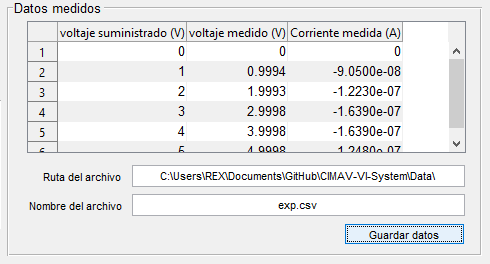 Datos medidos
voltaje suministrado (V) voltaje medido (V) Corriente medida (A)
1 0 0 0
2 1 0.9994 -9.0500e-08
3 2 1.9993 -1.2230e-07
4 3 2.9998 -1.6390e-07
5 4 3.9998 -1.6390e-07
6 5 4.9998 -1.2480e-07
Ruta del archivo C:\Users\REX\Documents\GitHub\CIMAV-VI-System\Data\
Nombre del archivo exp.csv
Guardar datos